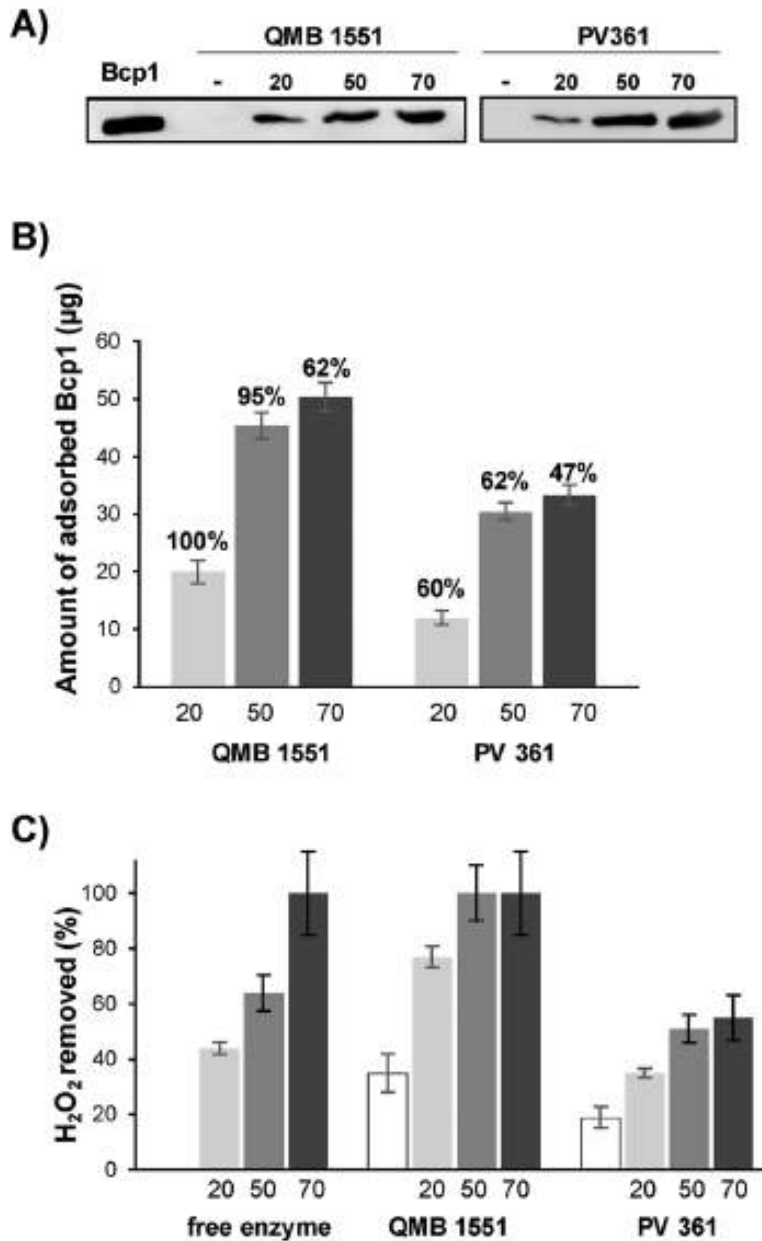 A)
QMB 1551 PV361
Bcp1 - 20 50 70 - 20 50 70
B)
Amount of adsorbed Bcp1 (µg)
60
50
40
30
20
10
0
100% 95% 62% 60% 62% 47%
20 50 70 20 50 70
QMB 1551 PV 361
C)
H₂O₂ removed (%)
100
80
60
40
20
0
20 50 70 20 50 70 20 50 70
free enzyme QMB 1551 PV 361